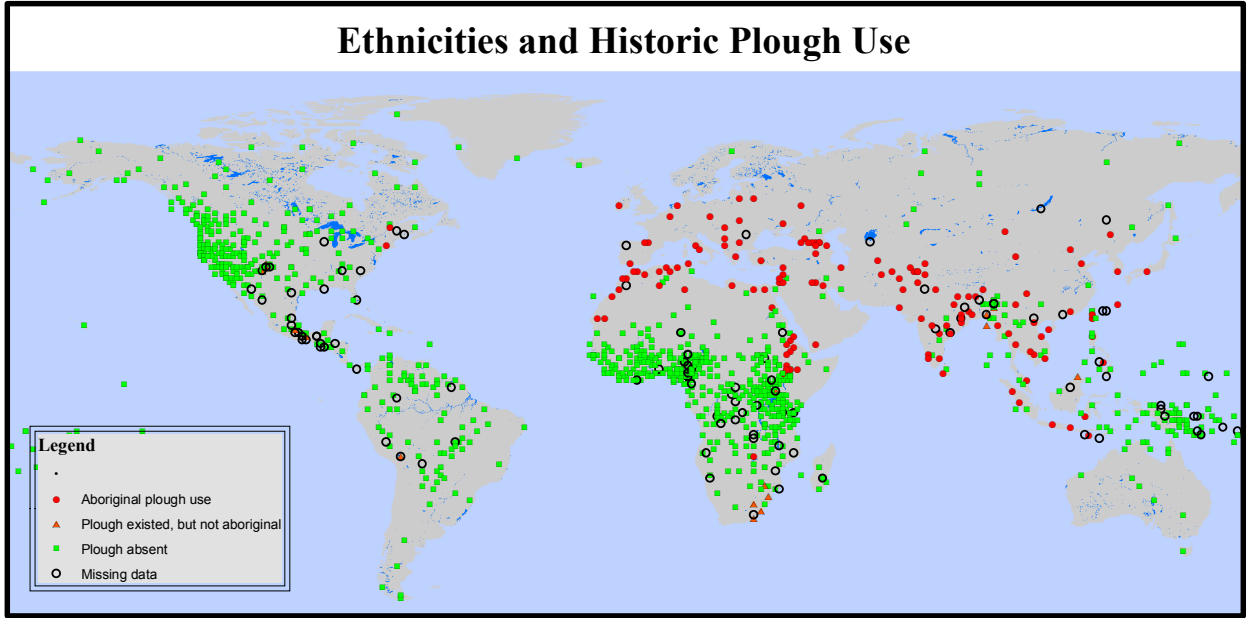 Ethnicities and Historic Plough Use
Legend
Aboriginal plough use
Plough existed, but not aboriginal
Plough absent
Missing data